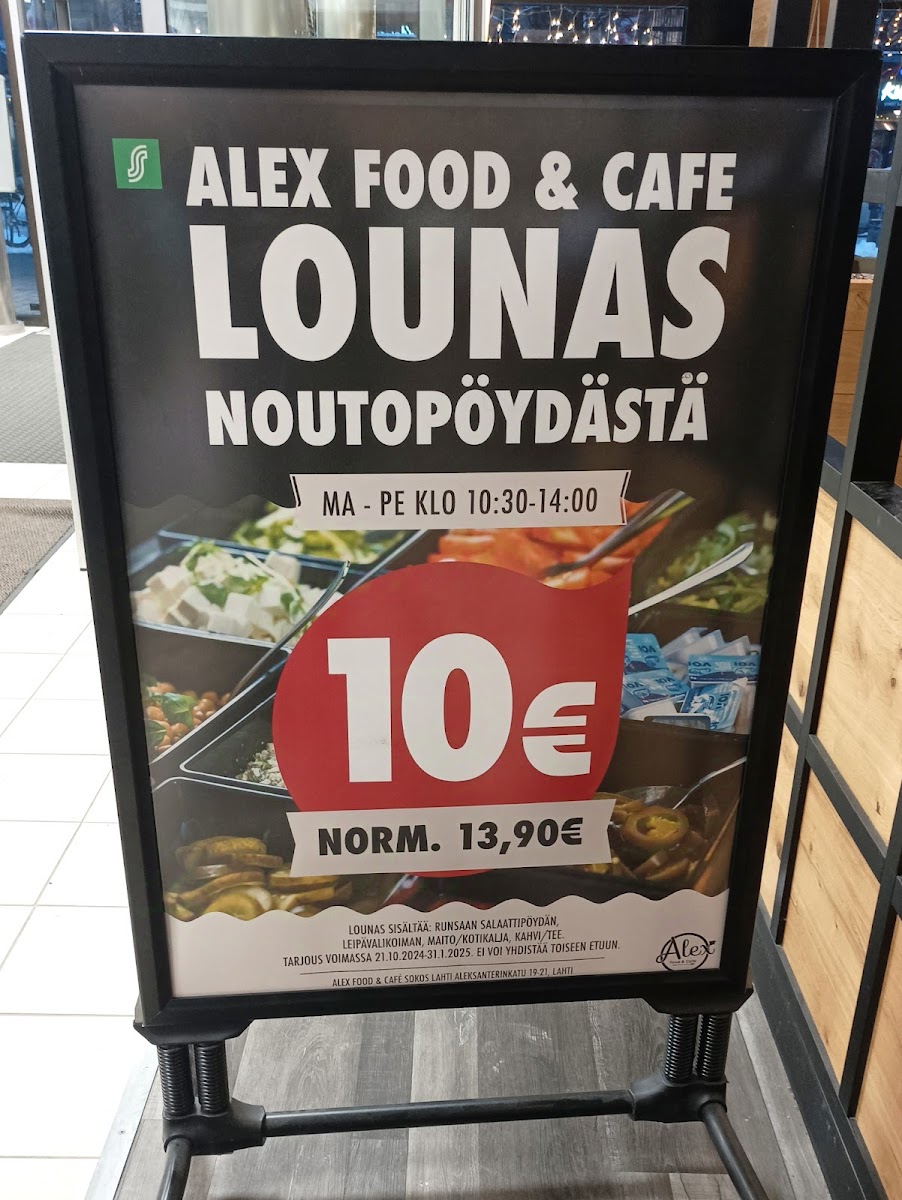 ALEX FOOD & CAFE
LOUNAS
NOUTOPÖYDÄSTÄ
MA - PE KLO 10:30-14:00
10€
NORM. 13,90€
LOUNAS SISÄLTÄÄ: RUNSAAN SALAATTIPÖYDÄN,
LEIPÄVALIKOIMAN, MAITO/KOTIKALJA, KAHVI/TEE.
TARJOUS VOIMASSA 21.10.2024-31.1.2025. EI VOI YHDISTÄÄ TOISEEN ETUUN.
ALEX FOOD & CAFÉ SOKOS LAHTI ALEKSANTERINKATU 19-21, LAHTI
Alex
Food & Cafe